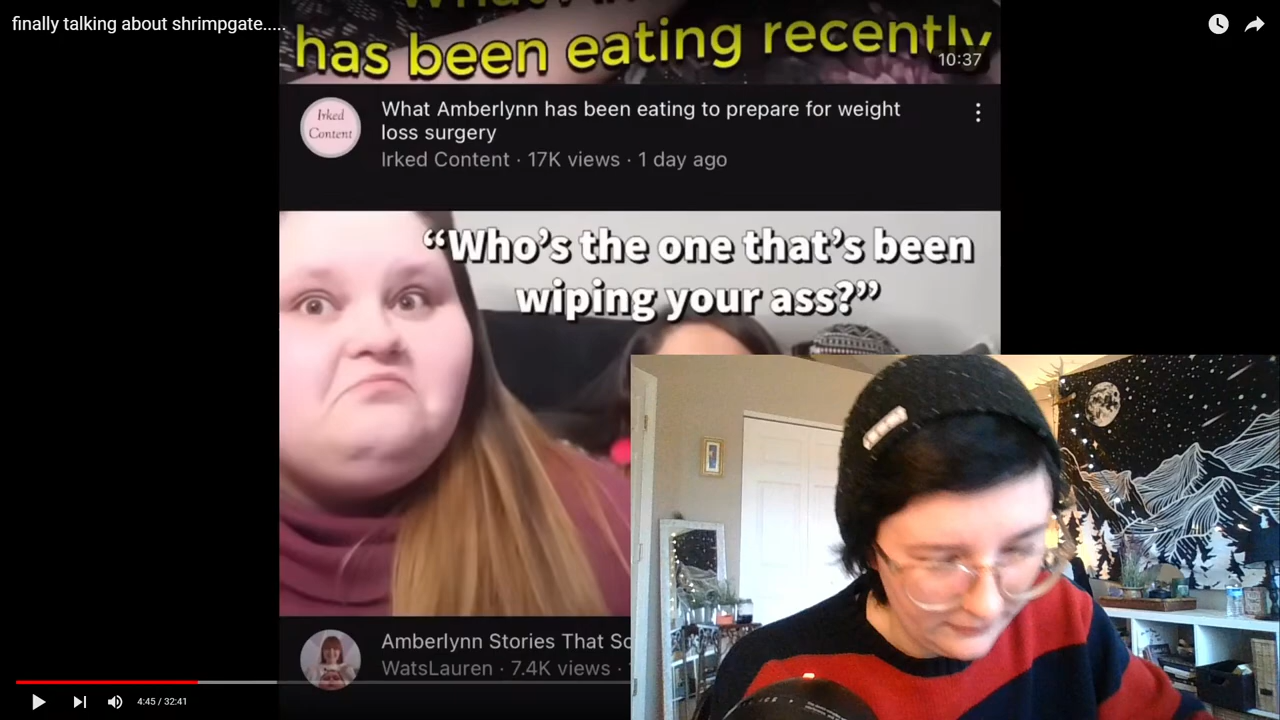 finally talking about shrimpgate.....
has been eating recently
10:37
Irked
Content
What Amberlynn has been eating to prepare for weight
loss surgery
Irked Content · 17K views · 1 day ago
“Who’s the one that’s been
wiping your ass?”
Amberlynn Stories That
WatsLauren · 7.4K views ·
4:45 / 32:41